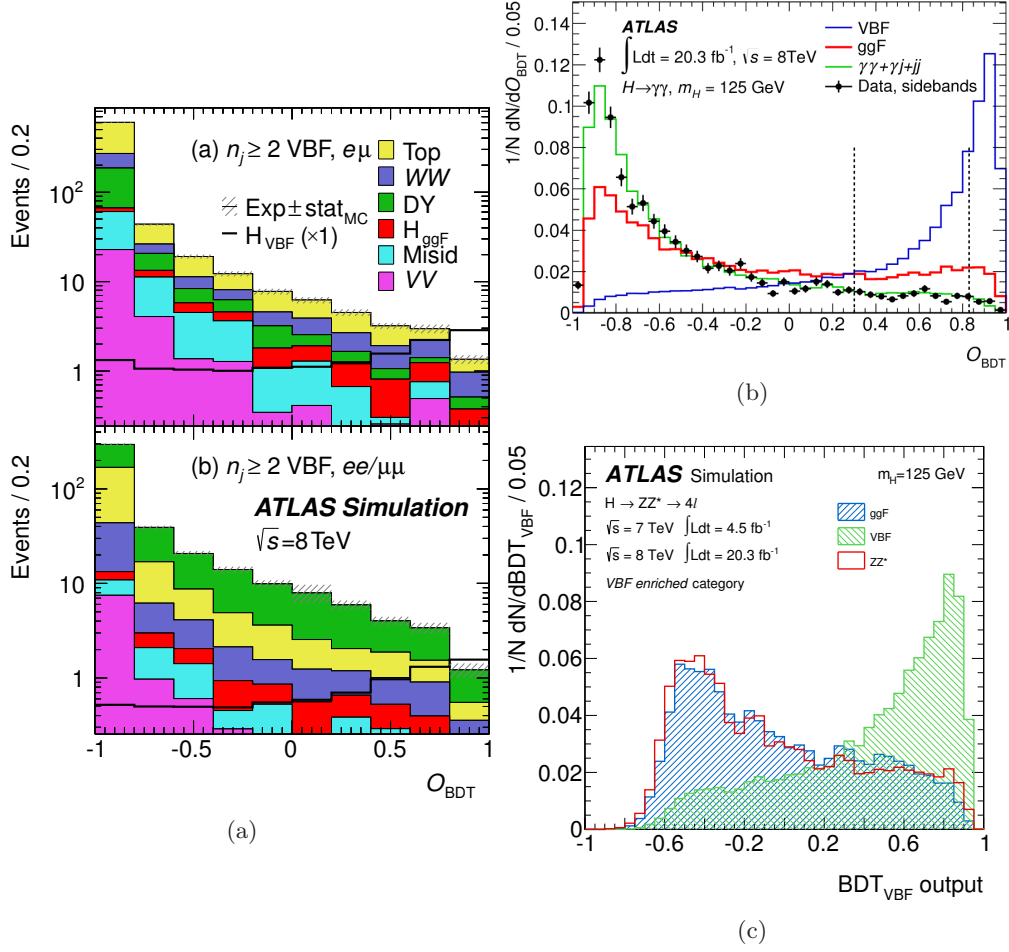 Events / 0.2
10²
10
1
(a) nⱼ ≥ 2 VBF, eμ
Exp ± stat_MC
H_VBF (×1)
Top
WW
DY
H_ggF
Misid
VV
Events / 0.2
10²
10
1
(b) nⱼ ≥ 2 VBF, ee/μμ
ATLAS Simulation
√s = 8 TeV
-1 -0.5 0 0.5 1
O_BDT
(a)
1/N dN/dO_BDT / 0.05
0.14
0.12
0.1
0.08
0.06
0.04
0.02
0
ATLAS
∫Ldt = 20.3 fb⁻¹, √s = 8TeV
H→γγ, m_H = 125 GeV
VBF
ggF
γγ+γj+jj
Data, sidebands
-1 -0.8 -0.6 -0.4 -0.2 0 0.2 0.4 0.6 0.8 1
O_BDT
(b)
1/N dN/dBDT_VBF / 0.05
0.12
0.1
0.08
0.06
0.04
0.02
0
ATLAS Simulation
m_H=125 GeV
H → ZZ* → 4l
√s = 7 TeV ∫Ldt = 4.5 fb⁻¹
√s = 8 TeV ∫Ldt = 20.3 fb⁻¹
VBF enriched category
ggF
VBF
ZZ*
-1 -0.6 -0.2 0.2 0.6 1
BDT_VBF output
(c)